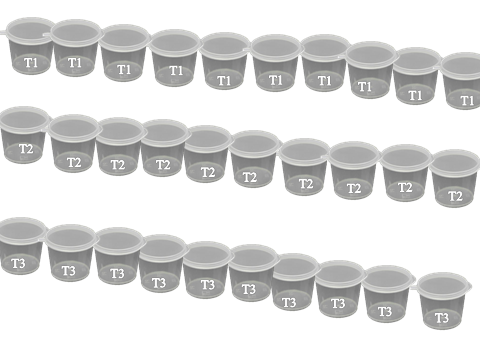 T1 T1 T1 T1 T1 T1 T1 T1 T1 T1
T2 T2 T2 T2 T2 T2 T2 T2 T2 T2
T3 T3 T3 T3 T3 T3 T3 T3 T3 T3